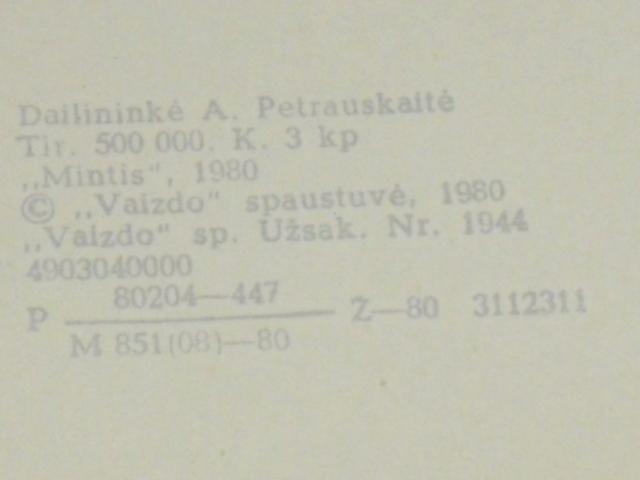 Dailininkė A. Petrauskaitė
Tir. 500 000. K. 3 kp
„Mintis“, 1980
© „Vaizdo“ spaustuvė, 1980
„Vaizdo“ sp. Užsak. Nr. 1944
4903040000
P 80204—447 Z—80 3112311
M 851(08)—80